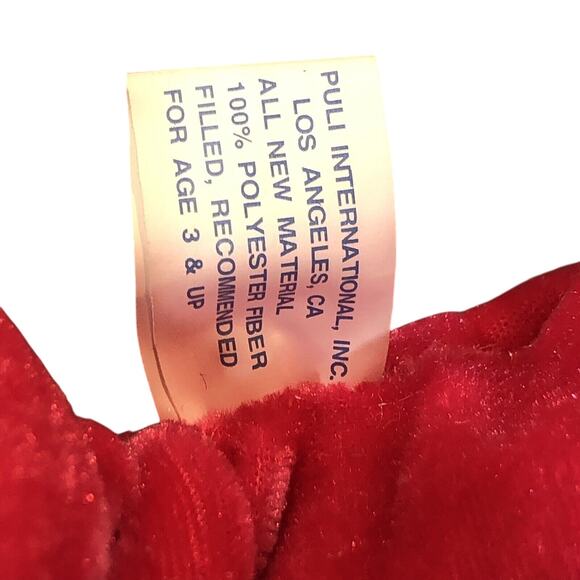 PULI INTERNATIONAL, INC.
LOS ANGELES, CA
ALL NEW MATERIAL
100% POLYESTER FIBER
FILLED, RECOMMENDED
FOR AGE 3 & UP